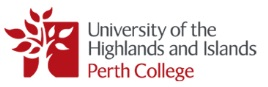 University of the
Highlands and Islands
Perth College